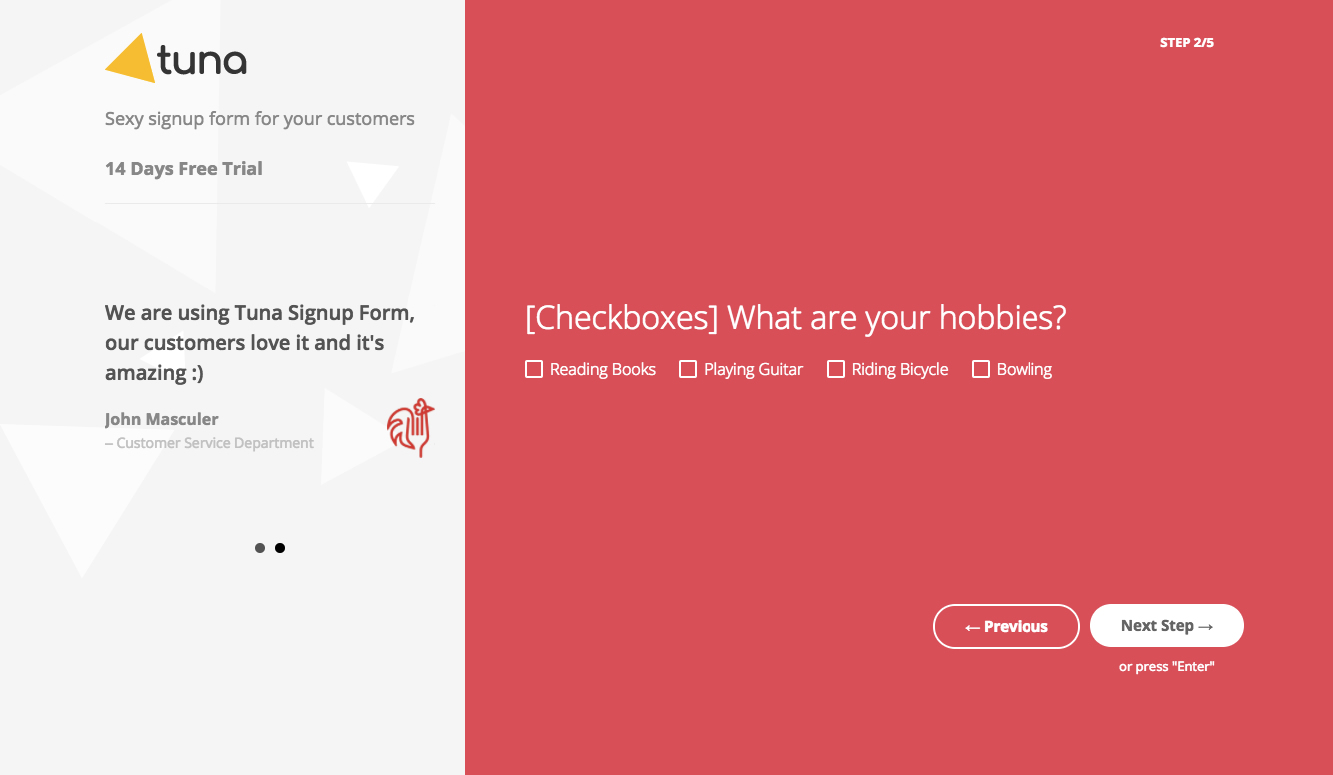 tuna
Sexy signup form for your customers
14 Days Free Trial
We are using Tuna Signup Form,
our customers love it and it's
amazing :)
John Masculer
– Customer Service Department
STEP 2/5
[Checkboxes] What are your hobbies?
Reading Books Playing Guitar Riding Bicycle Bowling
← Previous Next Step →
or press "Enter"